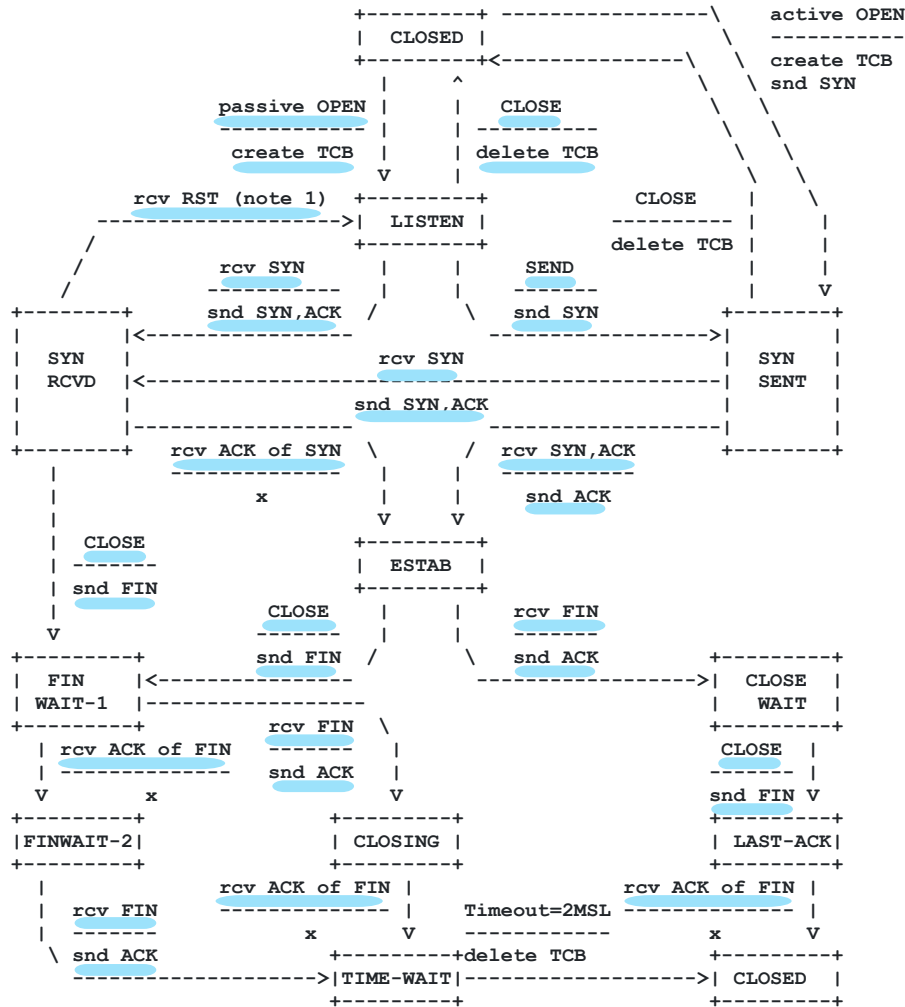 active OPEN
CLOSED
create TCB
snd SYN
passive OPEN CLOSE
create TCB delete TCB
rcv RST (note 1) CLOSE
LISTEN
delete TCB
rcv SYN SEND
snd SYN,ACK snd SYN
SYN rcv SYN SYN
RCVD SENT
snd SYN,ACK
rcv ACK of SYN rcv SYN,ACK
x snd ACK
CLOSE ESTAB
snd FIN
CLOSE rcv FIN
snd FIN snd ACK
FIN CLOSE
WAIT-1 WAIT
rcv FIN
rcv ACK of FIN CLOSE
snd ACK
x snd FIN
FINWAIT-2 CLOSING LAST-ACK
rcv ACK of FIN rcv ACK of FIN
rcv FIN Timeout=2MSL
x x
snd ACK delete TCB
TIME-WAIT CLOSED